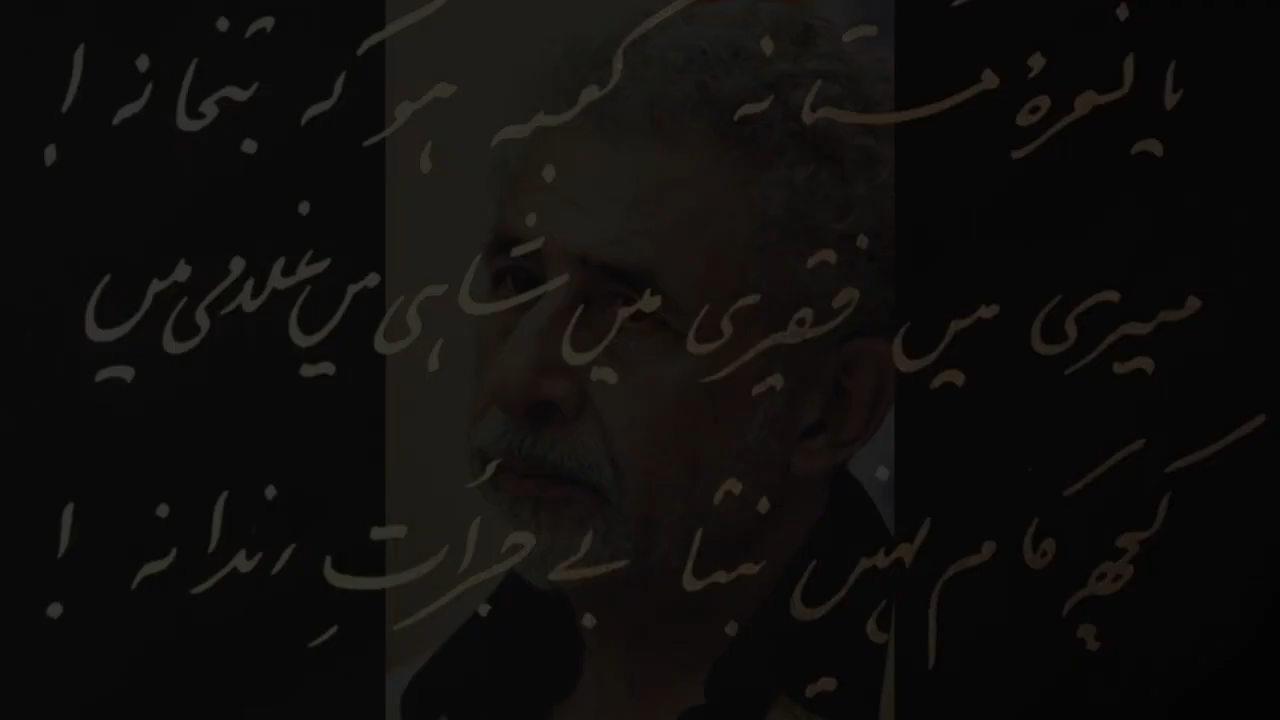 یا نعرۂ مستانہ کعبہ ہو کہ بتخانہ!
میری میں فقیری میں شاہی میں غلامی میں
کچھ کام نہیں بنتا بے جرأتِ رندانہ!